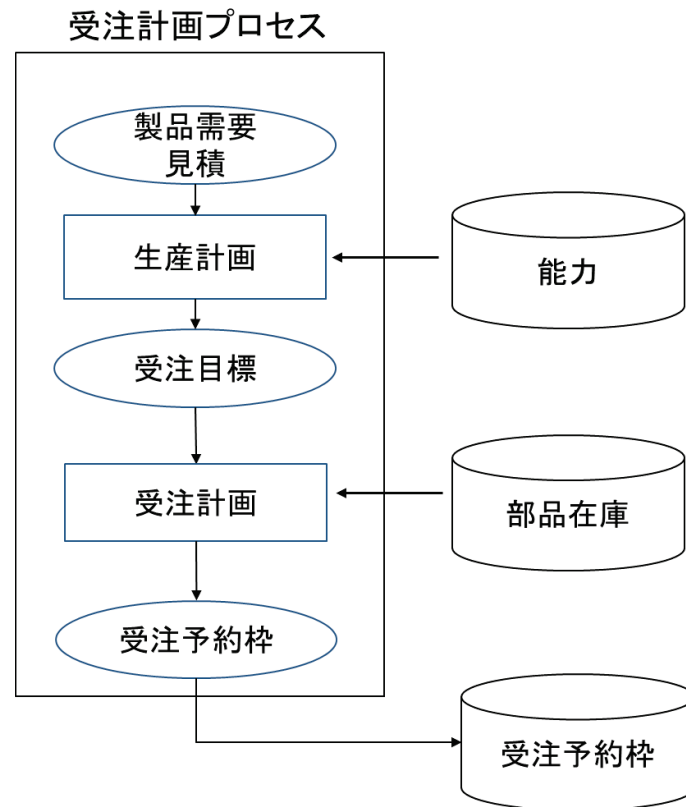 受注計画プロセス
製品需要
見積
生産計画
能力
受注目標
受注計画
部品在庫
受注予約枠
受注予約枠